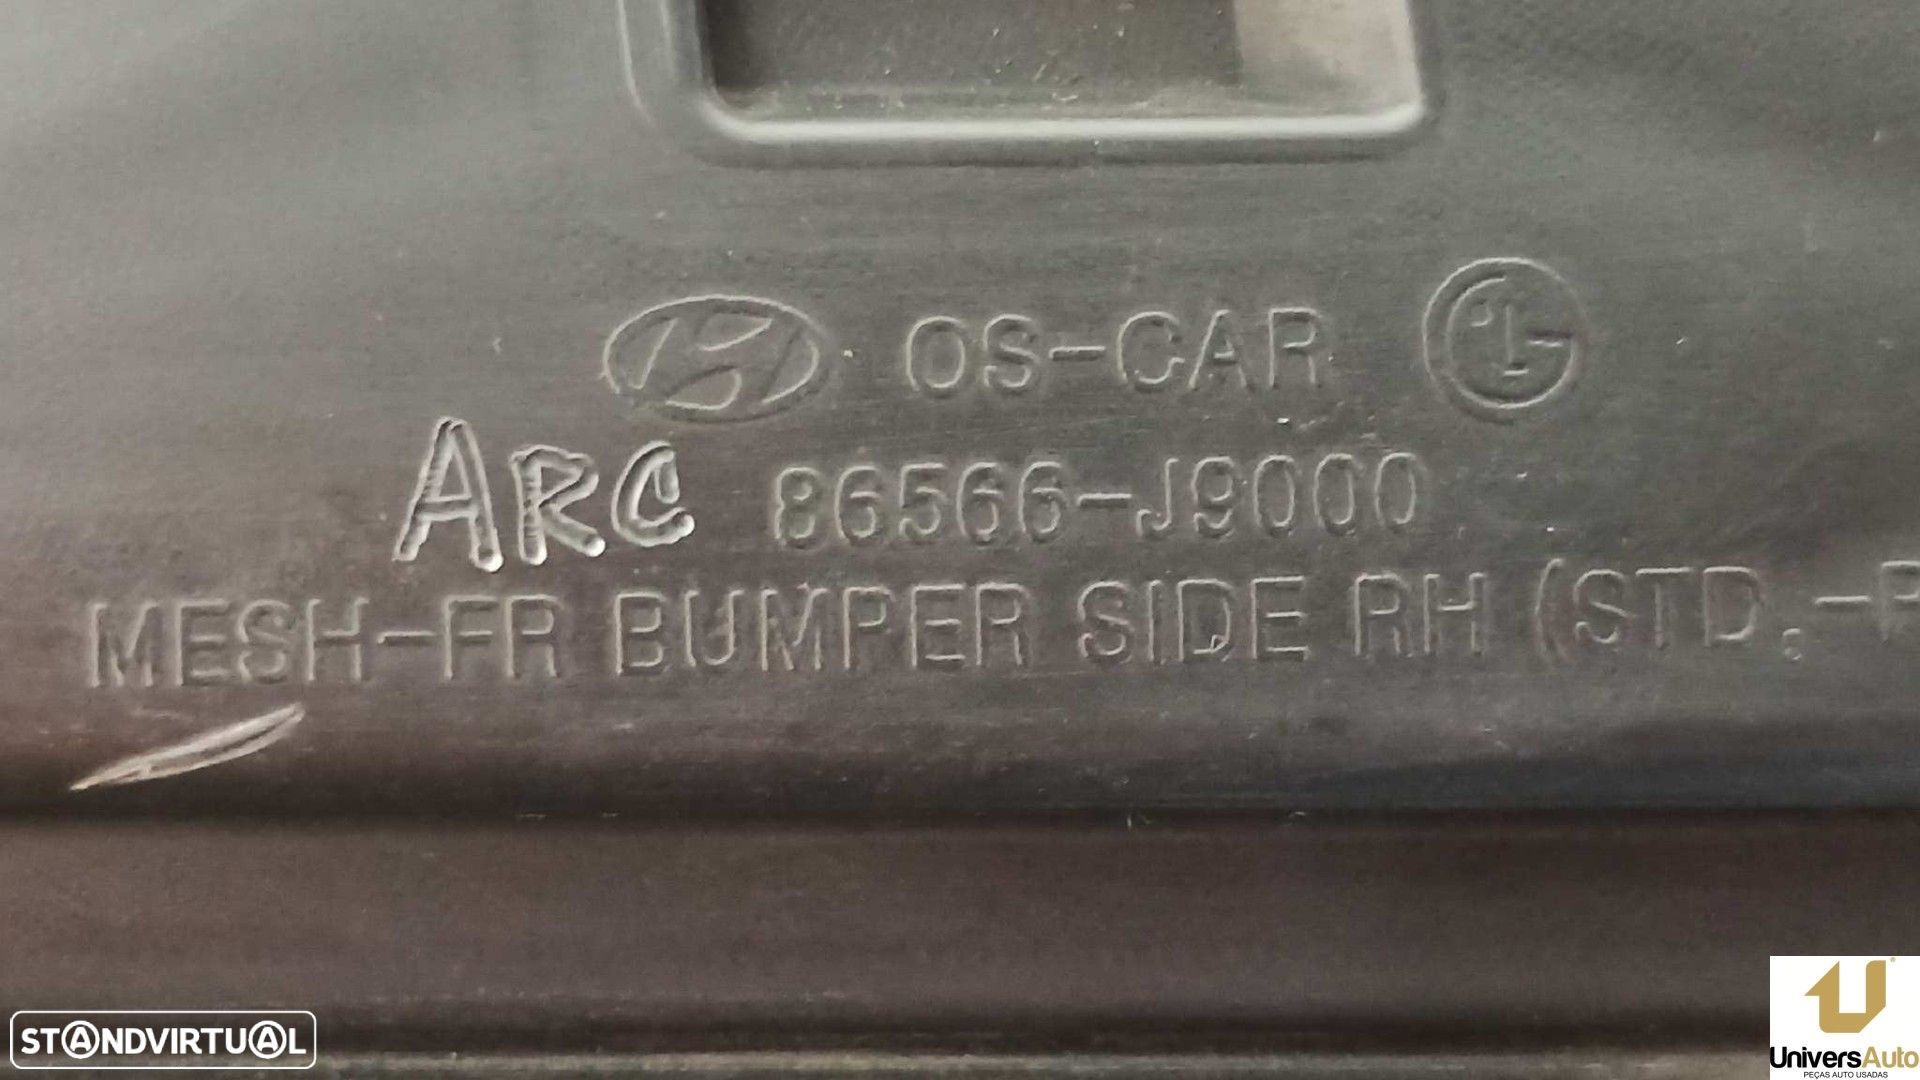 OS-CAR
ARC 86566-J9000
MESH-FR BUMPER SIDE RH (STD,-
STANDVIRTUAL
UniversAuto
PEÇAS AUTO USADAS